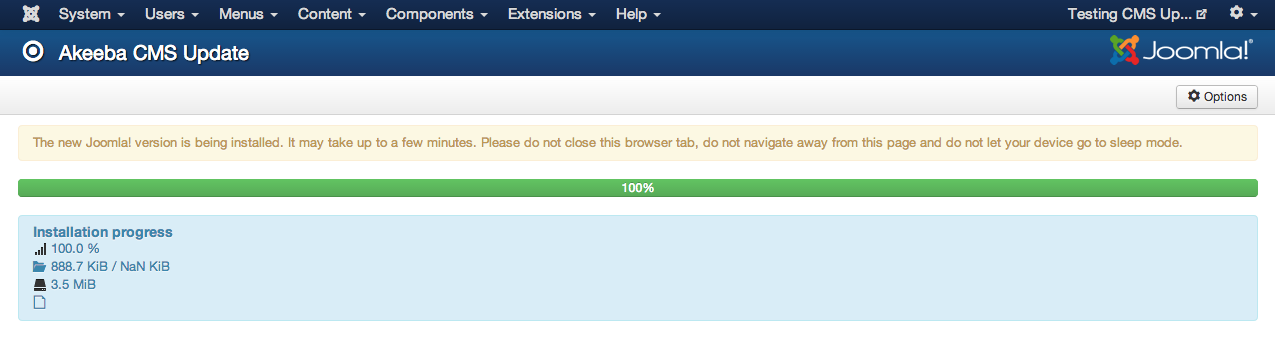 System Users Menus Content Components Extensions Help Testing CMS Up...
Akeeba CMS Update Joomla!®
Options
The new Joomla! version is being installed. It may take up to a few minutes. Please do not close this browser tab, do not navigate away from this page and do not let your device go to sleep mode.
100%
Installation progress
100.0 %
888.7 KiB / NaN KiB
3.5 MiB